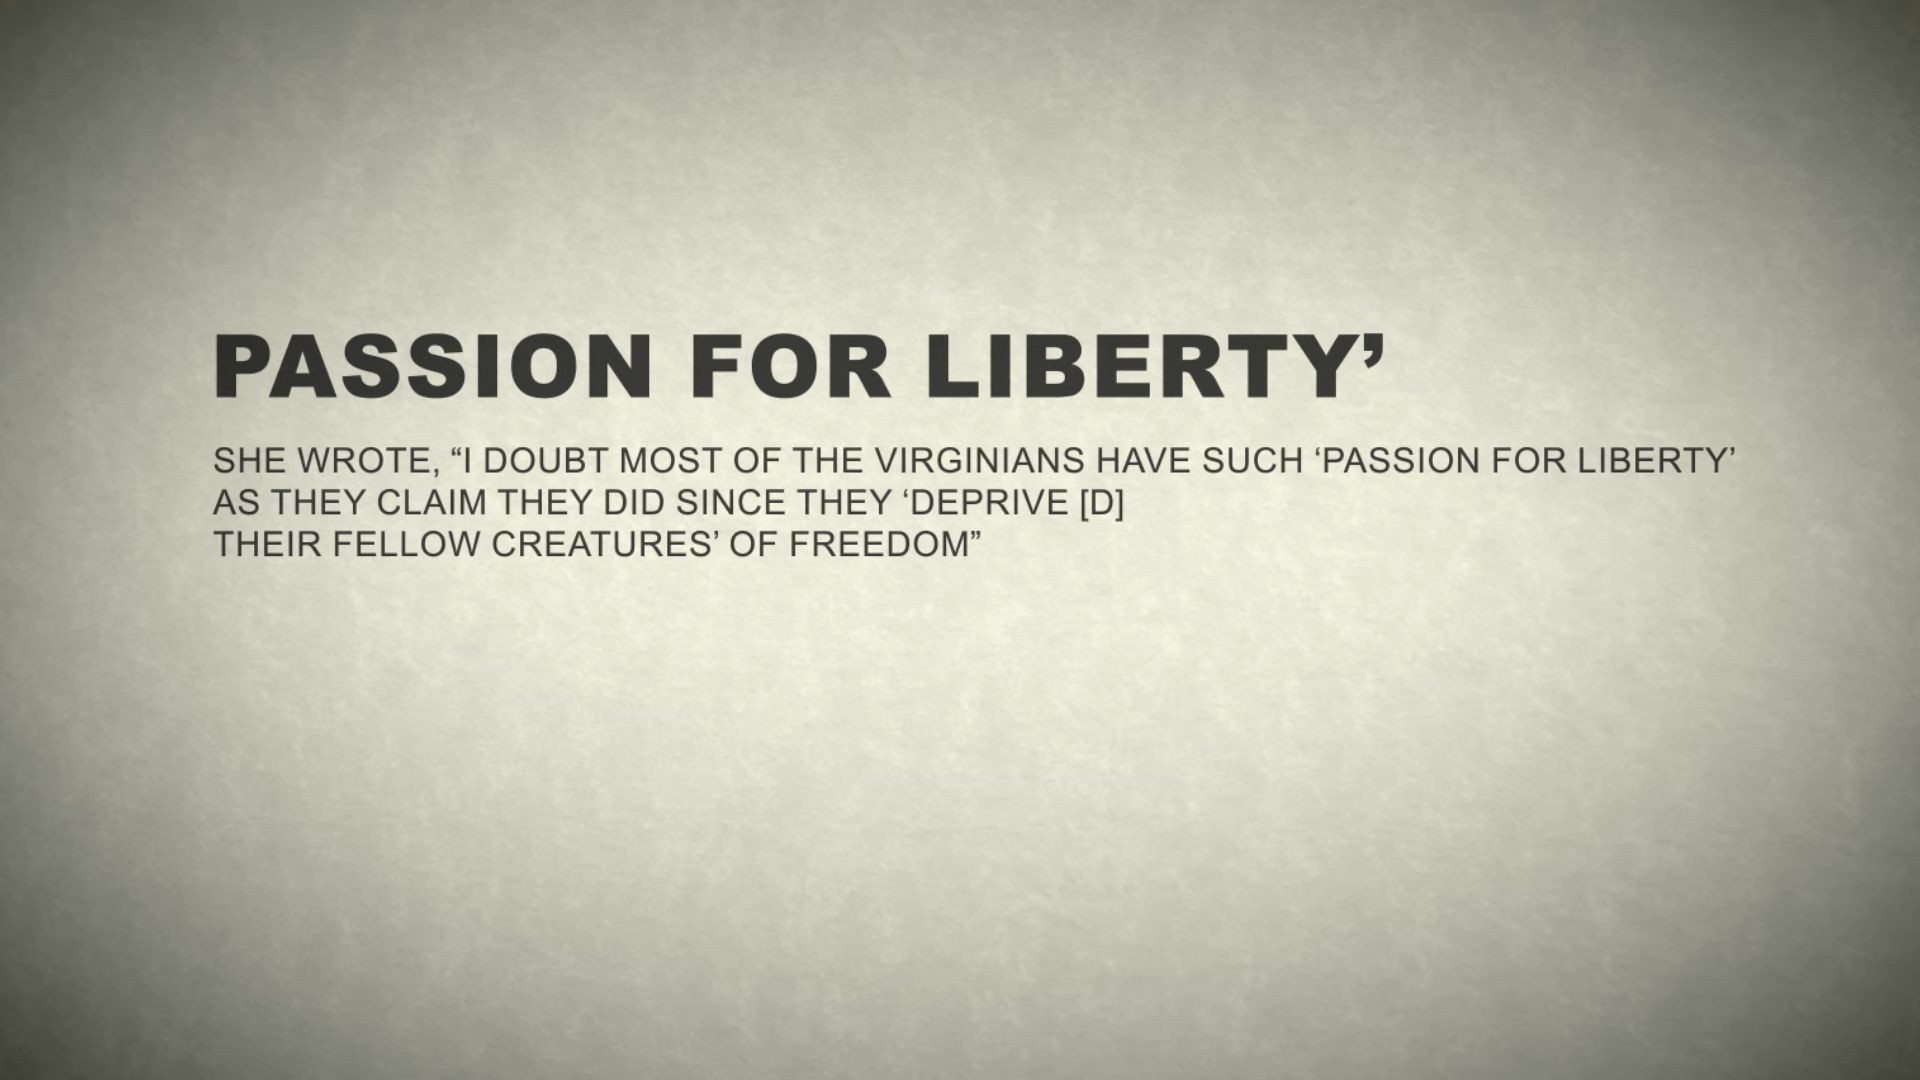 PASSION FOR LIBERTY’
SHE WROTE, “I DOUBT MOST OF THE VIRGINIANS HAVE SUCH ‘PASSION FOR LIBERTY’
AS THEY CLAIM THEY DID SINCE THEY ‘DEPRIVE [D]
THEIR FELLOW CREATURES’ OF FREEDOM”